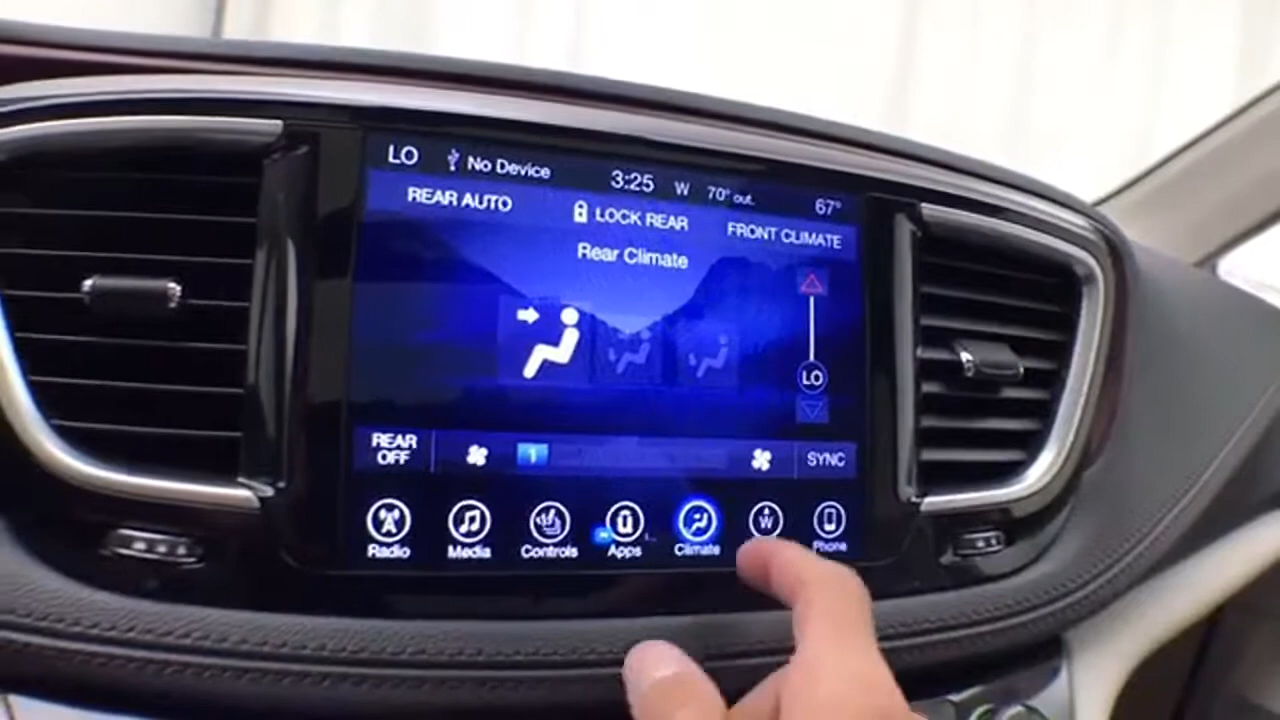 LO No Device 3:25 W 70° out. 67°
REAR AUTO LOCK REAR FRONT CLIMATE
Rear Climate
LO
REAR OFF 1 SYNC
W
Radio Media Controls Apps Climate Phone